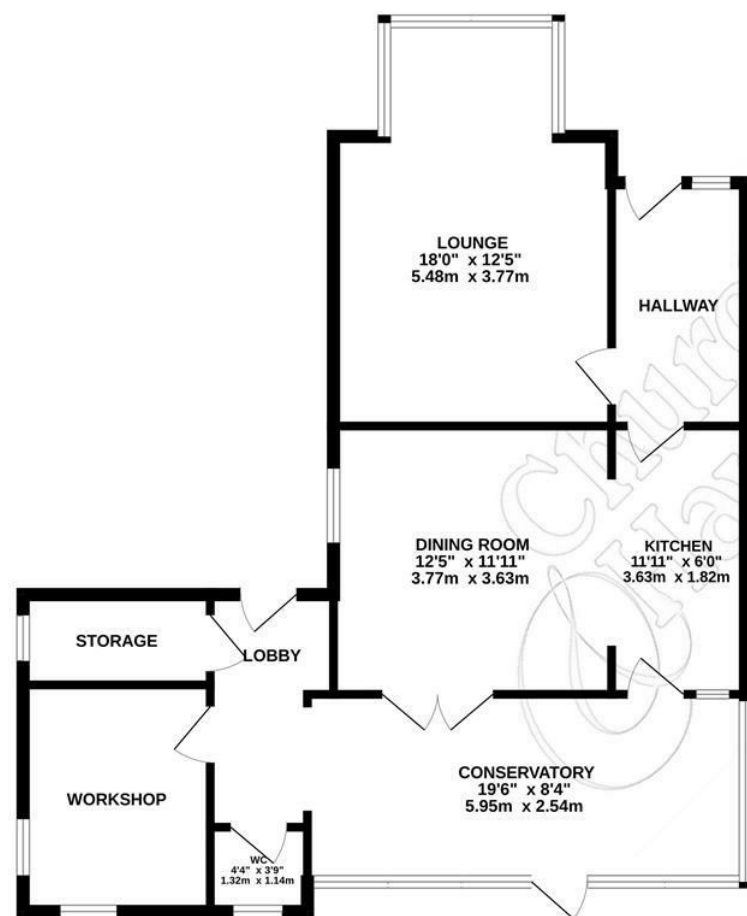 LOUNGE
18'0" x 12'5"
5.48m x 3.77m
HALLWAY
DINING ROOM
12'5" x 11'11"
3.77m x 3.63m
KITCHEN
11'11" x 6'0"
3.63m x 1.82m
STORAGE
LOBBY
WORKSHOP
CONSERVATORY
19'6" x 8'4"
5.95m x 2.54m
WC
4'4" x 3'9"
1.32m x 1.14m